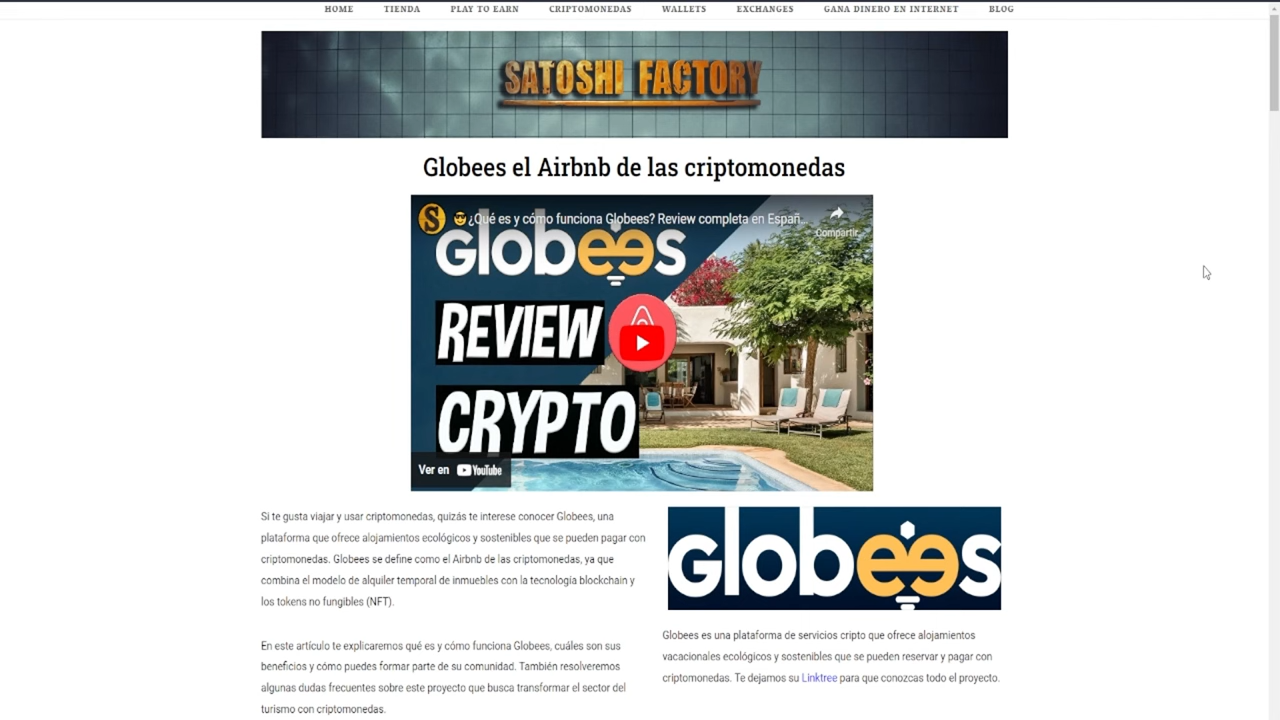 HOME TIENDA PLAY TO EARN CRIPTOMONEDAS WALLETS EXCHANGES GANA DINERO EN INTERNET BLOG
SATOSHI FACTORY
Globees el Airbnb de las criptomonedas
S
¿Qué es y cómo funciona Globees? Review completa en Españ...
Compartir
globees
REVIEW
CRYPTO
Ver en YouTube
Si te gusta viajar y usar criptomonedas, quizás te interese conocer Globees, una
plataforma que ofrece alojamientos ecológicos y sostenibles que se pueden pagar con
criptomonedas. Globees se define como el Airbnb de las criptomonedas, ya que
combina el modelo de alquiler temporal de inmuebles con la tecnología blockchain y
los tokens no fungibles (NFT).
En este artículo te explicaremos qué es y cómo funciona Globees, cuáles son sus
beneficios y cómo puedes formar parte de su comunidad. También resolveremos
algunas dudas frecuentes sobre este proyecto que busca transformar el sector del
turismo con criptomonedas.
globees
Globees es una plataforma de servicios cripto que ofrece alojamientos
vacacionales ecológicos y sostenibles que se pueden reservar y pagar con
criptomonedas. Te dejamos su Linktree para que conozcas todo el proyecto.